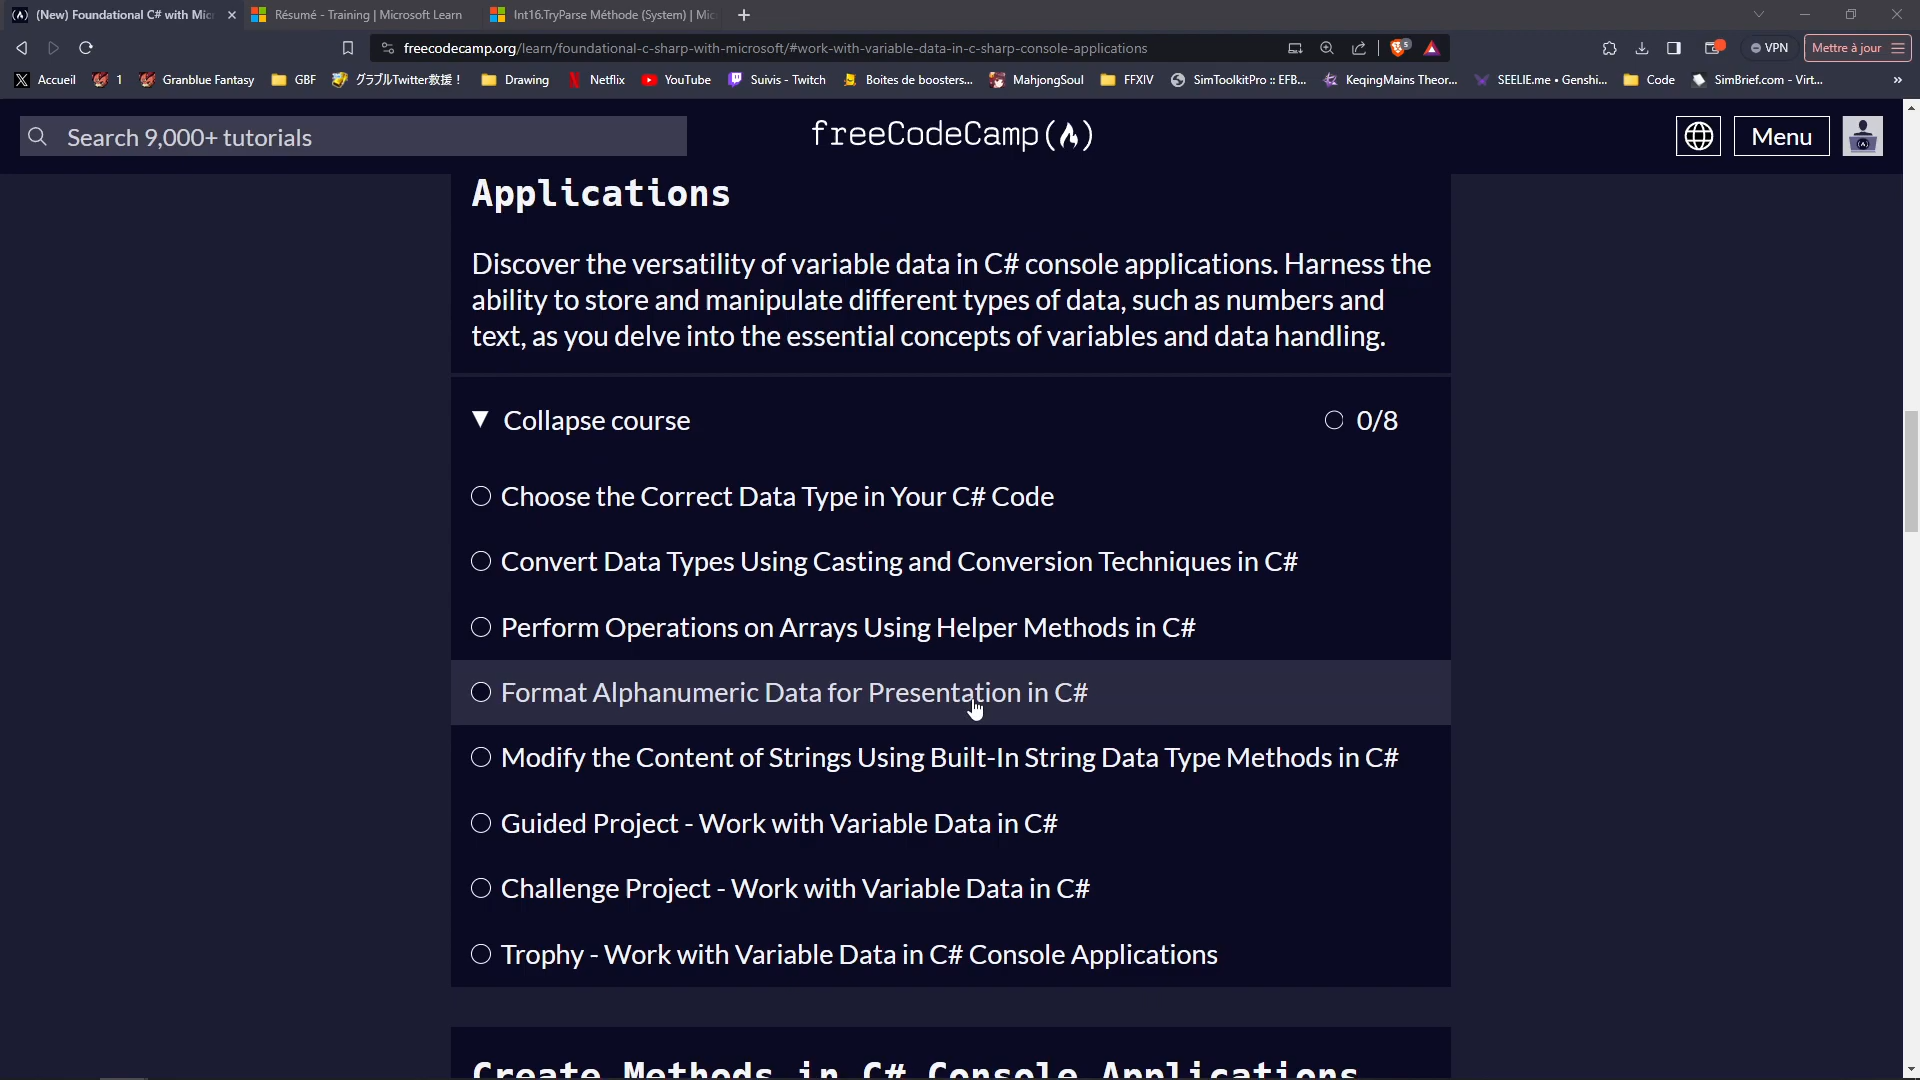 (New) Foundational C# with Mic
Résumé - Training | Microsoft Learn
Int16.TryParse Méthode (System) | Mic
freecodecamp.org/learn/foundational-c-sharp-with-microsoft/#work-with-variable-data-in-c-sharp-console-applications
5
VPN
Mettre à jour
Accueil
1
Granblue Fantasy
GBF
グラブルTwitter救援！
Drawing
Netflix
YouTube
Suivis - Twitch
Boites de boosters...
MahjongSoul
FFXIV
SimToolkitPro :: EFB...
KeqingMains Theor...
SEELIE.me • Genshi...
Code
SimBrief.com - Virt...
»
Search 9,000+ tutorials
freeCodeCamp
Menu
Applications
Discover the versatility of variable data in C# console applications. Harness the
ability to store and manipulate different types of data, such as numbers and
text, as you delve into the essential concepts of variables and data handling.
Collapse course
0/8
Choose the Correct Data Type in Your C# Code
Convert Data Types Using Casting and Conversion Techniques in C#
Perform Operations on Arrays Using Helper Methods in C#
Format Alphanumeric Data for Presentation in C#
Modify the Content of Strings Using Built-In String Data Type Methods in C#
Guided Project - Work with Variable Data in C#
Challenge Project - Work with Variable Data in C#
Trophy - Work with Variable Data in C# Console Applications
Create Methods in C# Console Applications